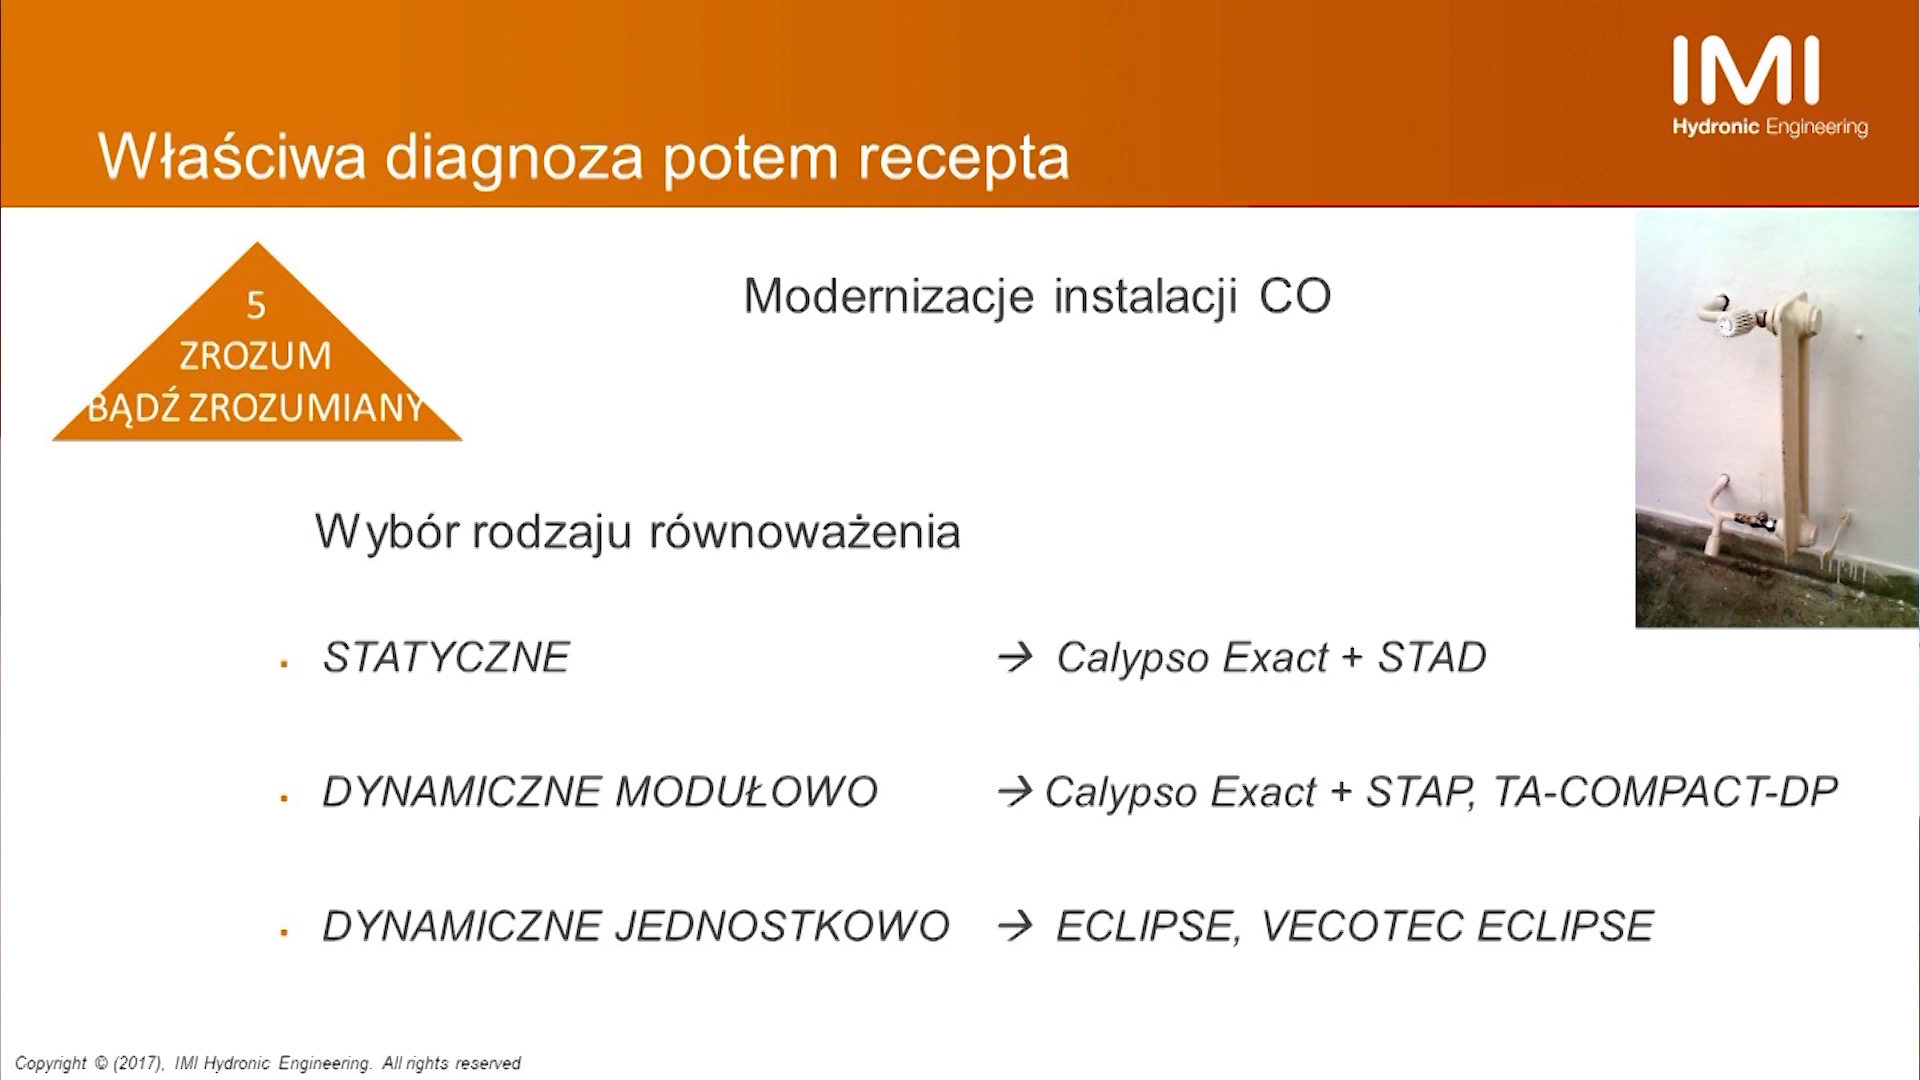 IMI
Hydronic Engineering
Właściwa diagnoza potem recepta
5
ZROZUM
BĄDŹ ZROZUMIANY
Modernizacje instalacji CO
Wybór rodzaju równoważenia
▪ STATYCZNE → Calypso Exact + STAD
▪ DYNAMICZNE MODUŁOWO → Calypso Exact + STAP, TA-COMPACT-DP
▪ DYNAMICZNE JEDNOSTKOWO → ECLIPSE, VECOTEC ECLIPSE
Copyright © (2017), IMI Hydronic Engineering. All rights reserved